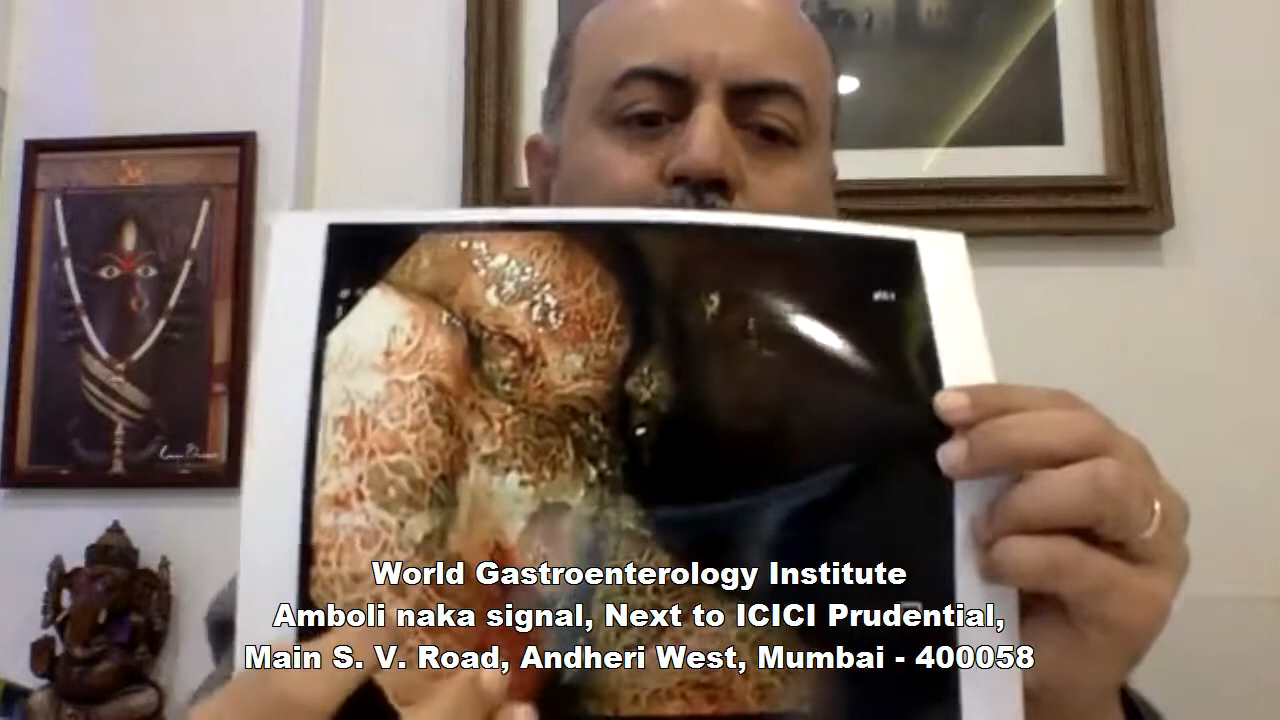 World Gastroenterology Institute
Amboli naka signal, Next to ICICI Prudential,
Main S. V. Road, Andheri West, Mumbai - 400058